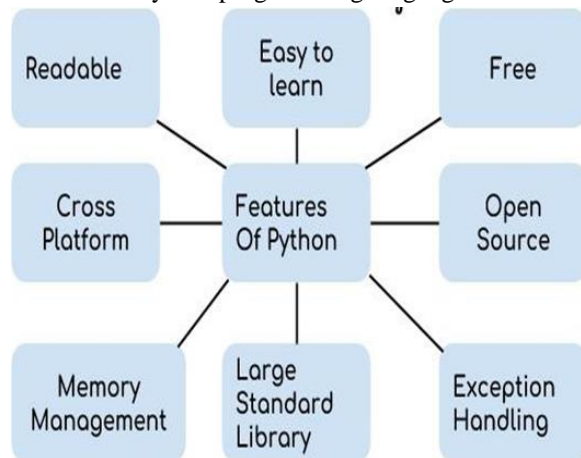 Readable
Easy to
learn
Free
Cross
Platform
Features
Of Python
Open
Source
Memory
Management
Large
Standard
Library
Exception
Handling